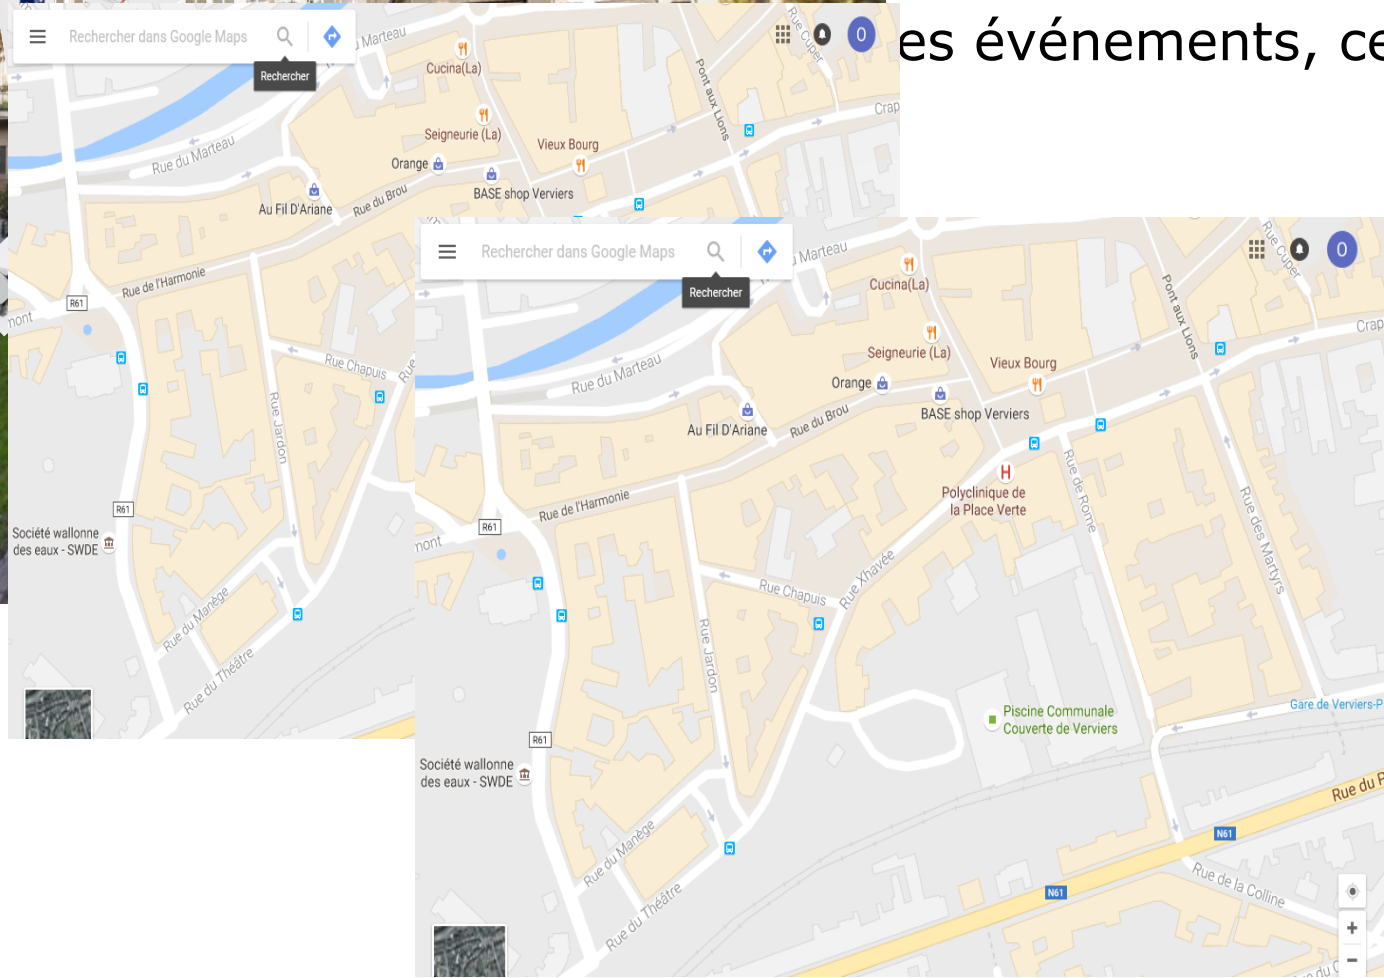 es événements, ce
Rechercher dans Google Maps
Rechercher
Marteau
Rue Cuper
O
Cucina(La)
Pont aux Lions
Crap
Seigneurie (La)
Vieux Bourg
Rue du Marteau
Orange
BASE shop Verviers
Au Fil D'Ariane
Rue du Brou
Rue de l'Harmonie
R61
mont
Rue Chapuis
Rue
Rue Jardon
R61
Société wallonne
des eaux - SWDE
Rue du Manège
Rue du Théâtre
Rechercher dans Google Maps
Rechercher
Marteau
Rue Cuper
O
Cucina(La)
Pont aux Lions
Crap
Seigneurie (La)
Vieux Bourg
Rue du Marteau
Orange
BASE shop Verviers
Au Fil D'Ariane
Rue du Brou
H
Polyclinique de
la Place Verte
Rue de Rome
Rue des Martyrs
Rue de l'Harmonie
R61
mont
Rue Xhavée
Rue Chapuis
Rue Jardon
Piscine Communale
Couverte de Verviers
Gare de Verviers-P
R61
Société wallonne
des eaux - SWDE
Rue du P
N61
Rue du Manège
Rue de la Colline
N61
Rue du Théâtre